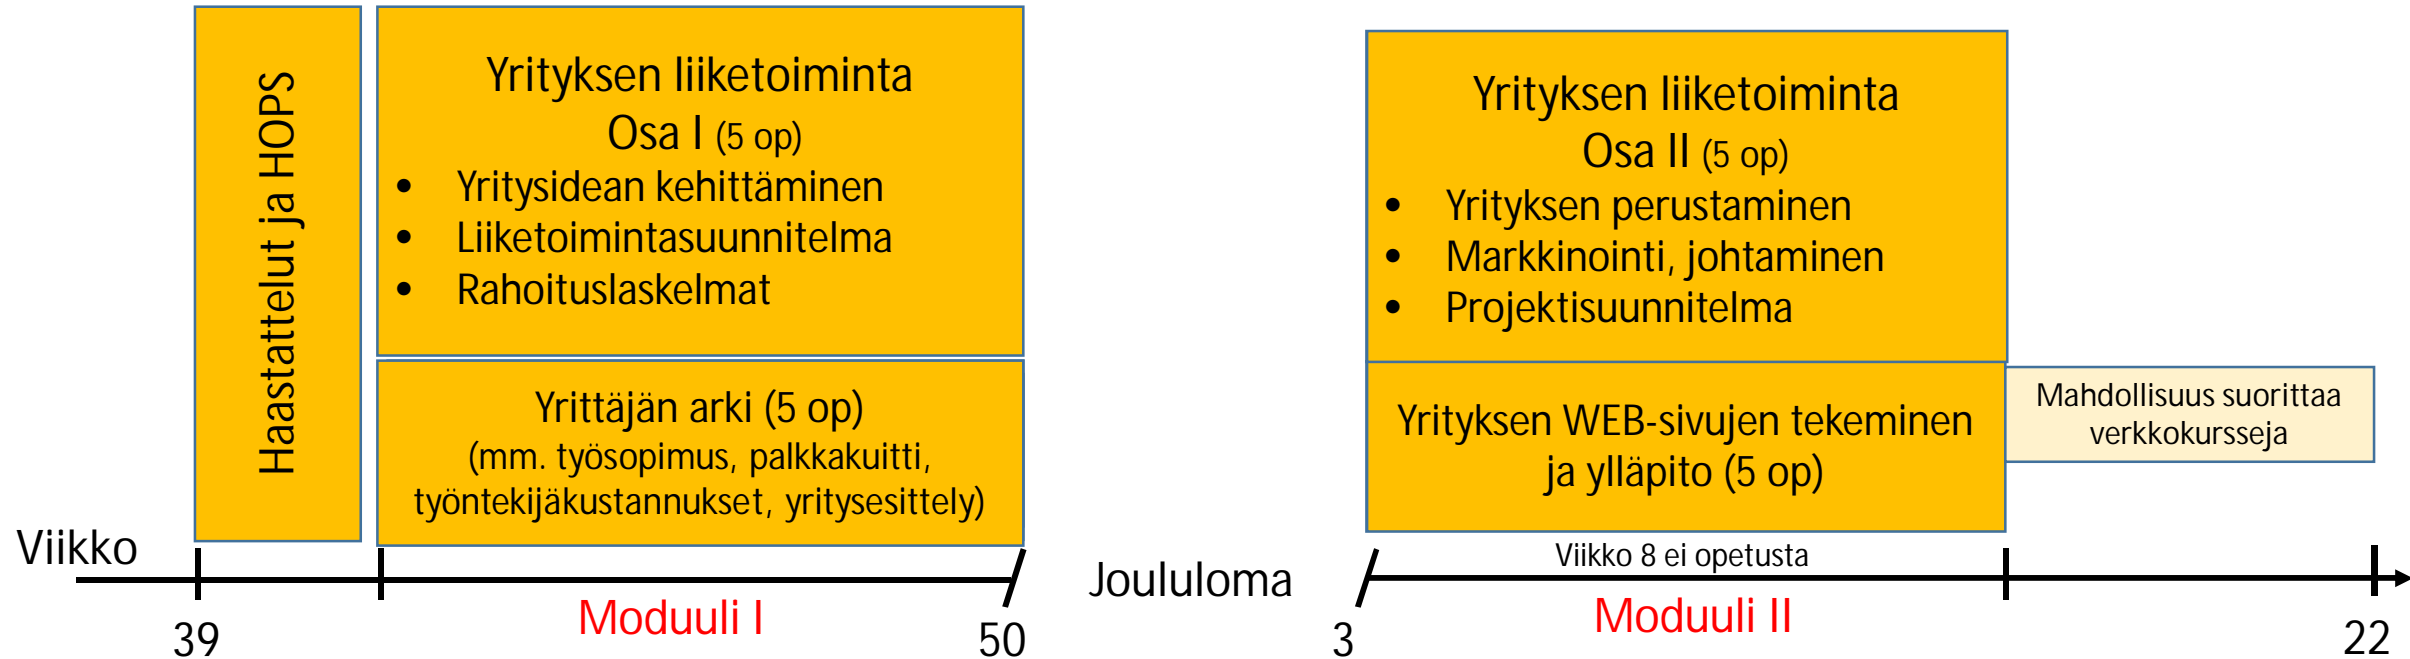 Haastattelut ja HOPS
Yrityksen liiketoiminta
Osa I (5 op)
• Yritysidean kehittäminen
• Liiketoimintasuunnitelma
• Rahoituslaskelmat
Yrittäjän arki (5 op)
(mm. työsopimus, palkkakuitti,
työntekijäkustannukset, yritysesittely)
Yrityksen liiketoiminta
Osa II (5 op)
• Yrityksen perustaminen
• Markkinointi, johtaminen
• Projektisuunnitelma
Yrityksen WEB-sivujen tekeminen
ja ylläpito (5 op)
Mahdollisuus suorittaa
verkkokursseja
Viikko
Joululoma
Viikko 8 ei opetusta
Moduuli I
Moduuli II
39
50
3
22